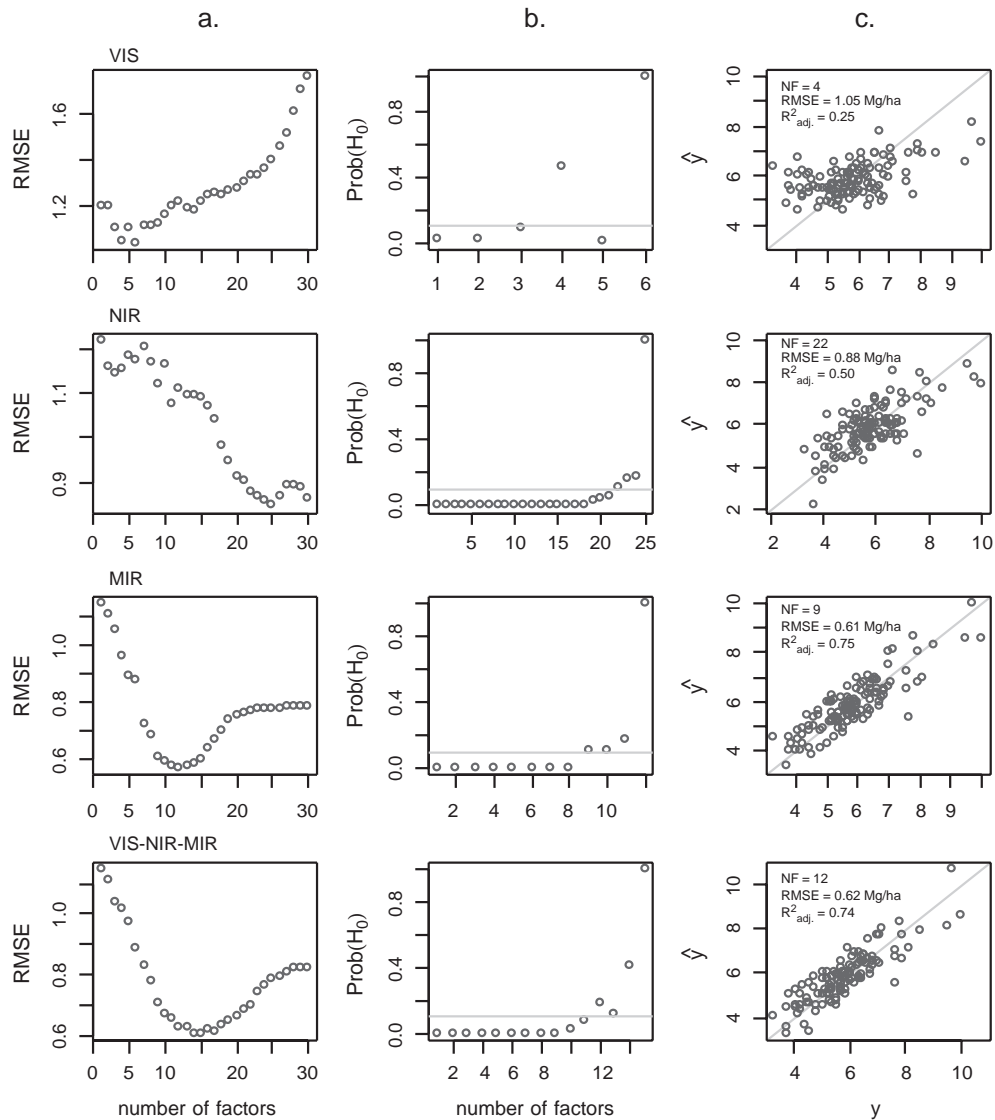 a. b. c.
VIS
RMSE
1.2 1.6
0 10 20 30
Prob(H0)
0.0 0.4 0.8
1 2 3 4 5 6
ŷ
4 6 8 10
4 5 6 7 8 9
NF = 4
RMSE = 1.05 Mg/ha
R²adj. = 0.25
NIR
RMSE
0.9 1.1
0 10 20 30
Prob(H0)
0.0 0.4 0.8
5 10 15 20 25
ŷ
2 4 6 8 10
2 4 6 8 10
NF = 22
RMSE = 0.88 Mg/ha
R²adj. = 0.50
MIR
RMSE
0.6 0.8 1.0
0 5 10 20 30
Prob(H0)
0.0 0.4 0.8
2 4 6 8 10
ŷ
4 6 8 10
4 5 6 7 8 9
NF = 9
RMSE = 0.61 Mg/ha
R²adj. = 0.75
VIS-NIR-MIR
RMSE
0.6 0.8 1.0
0 5 10 20 30
number of factors
Prob(H0)
0.0 0.4 0.8
2 4 6 8 12
number of factors
ŷ
4 6 8 10
4 6 8 10
y
NF = 12
RMSE = 0.62 Mg/ha
R²adj. = 0.74